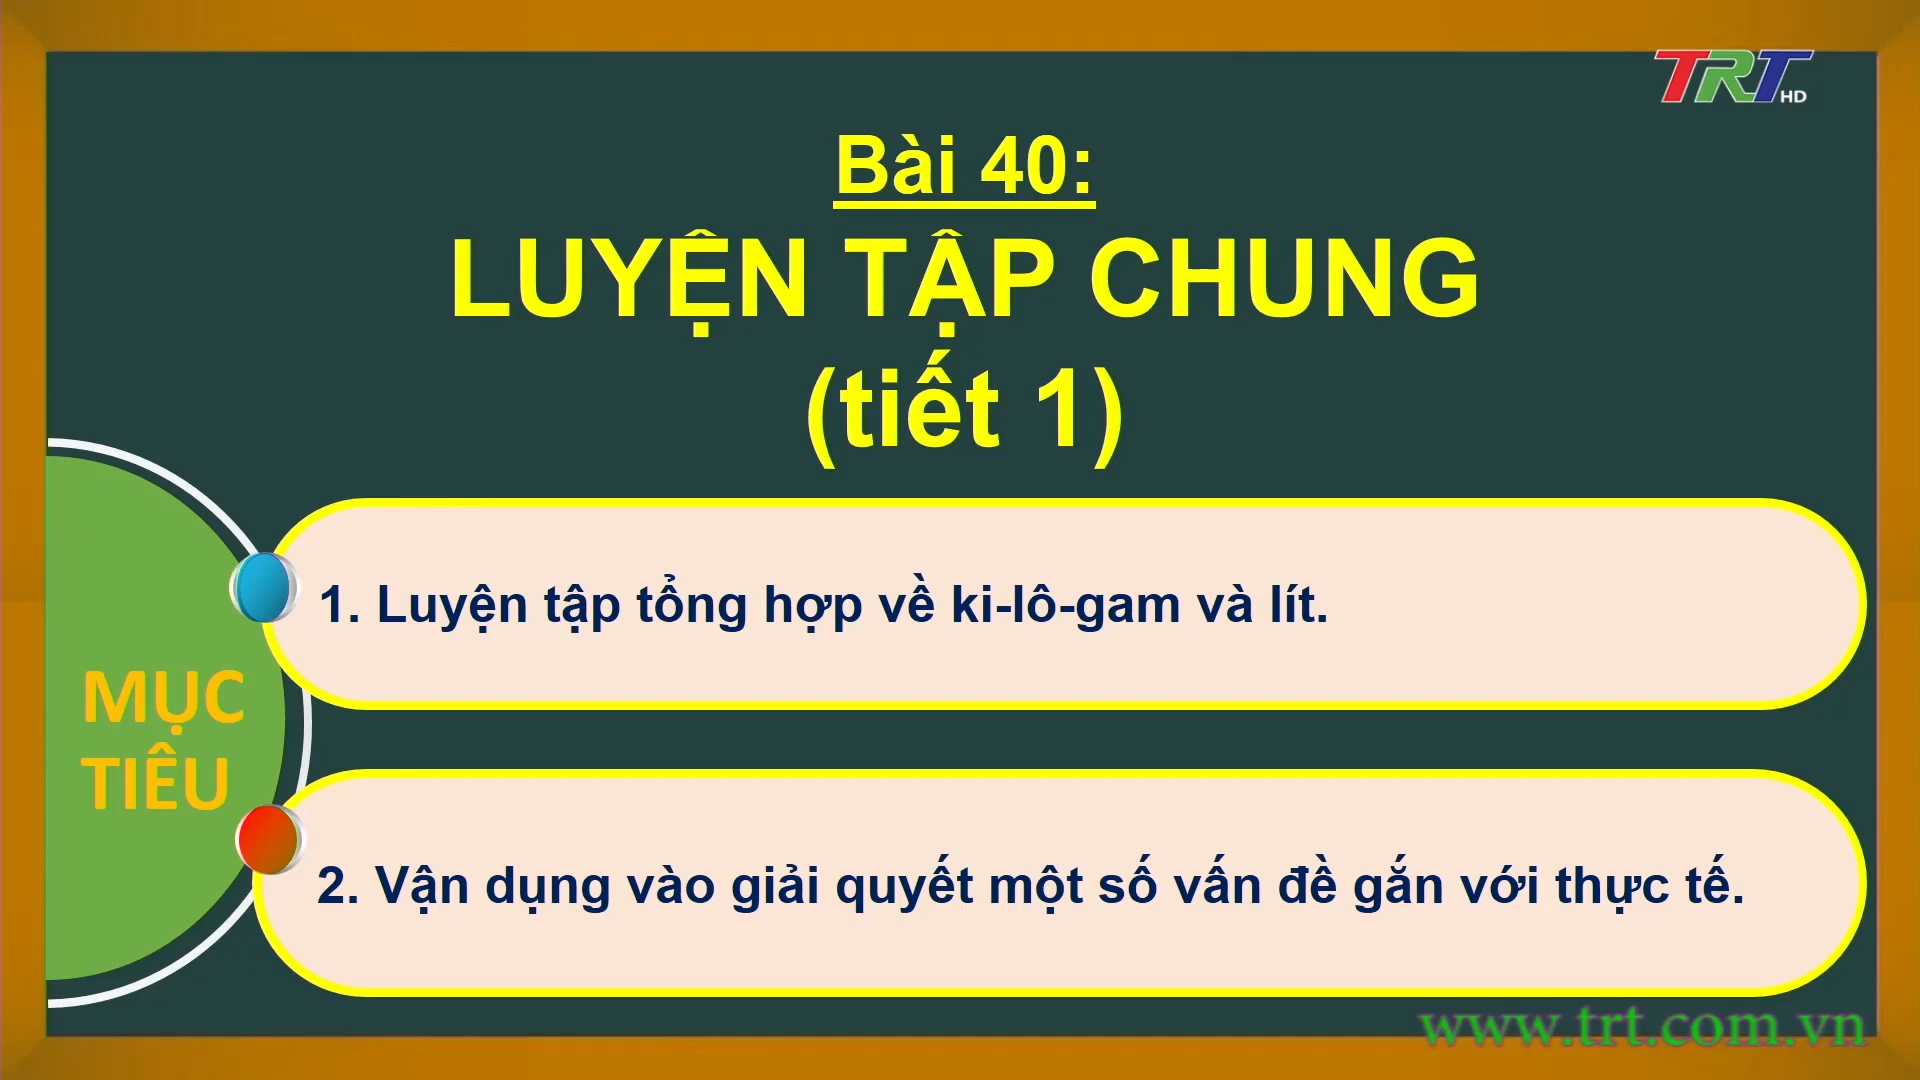 TRT HD
Bài 40:
LUYỆN TẬP CHUNG
(tiết 1)
1. Luyện tập tổng hợp về ki-lô-gam và lít.
MỤC
TIÊU
2. Vận dụng vào giải quyết một số vấn đề gắn với thực tế.
www.trt.com.vn